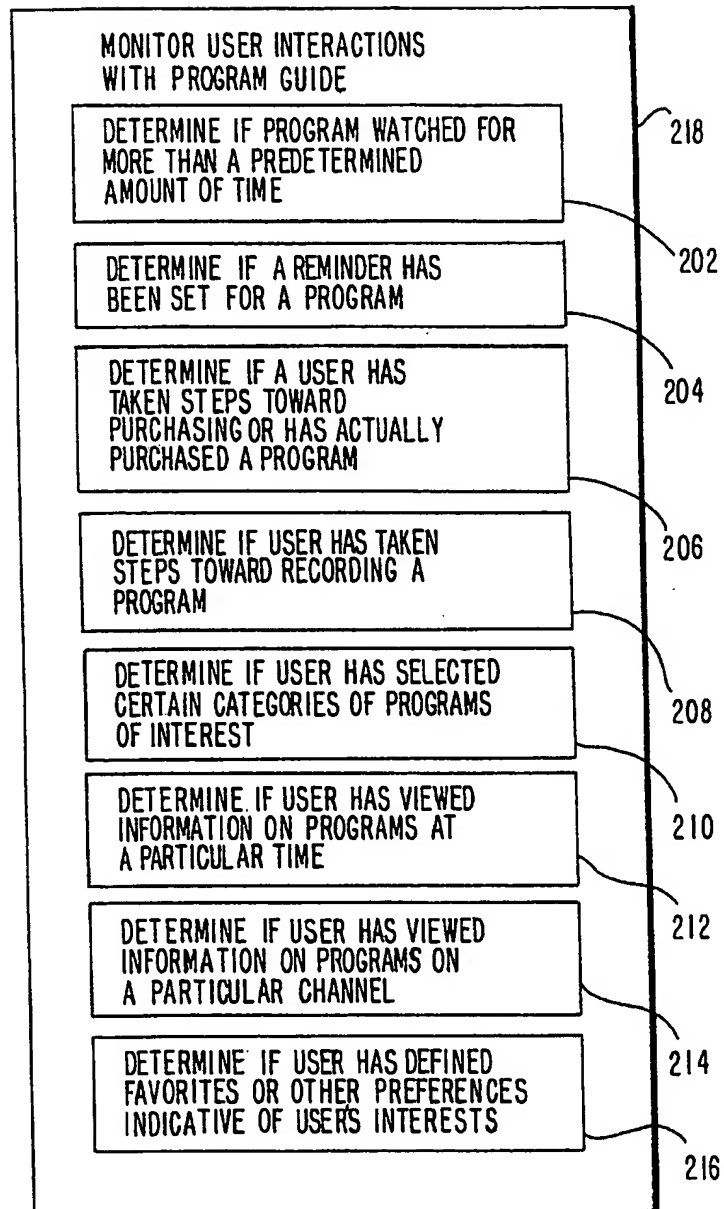 MONITOR USER INTERACTIONS
WITH PROGRAM GUIDE
218
DETERMINE IF PROGRAM WATCHED FOR
MORE THAN A PREDETERMINED
AMOUNT OF TIME
202
DETERMINE IF A REMINDER HAS
BEEN SET FOR A PROGRAM
204
DETERMINE IF A USER HAS
TAKEN STEPS TOWARD
PURCHASING OR HAS ACTUALLY
PURCHASED A PROGRAM
206
DETERMINE IF USER HAS TAKEN
STEPS TOWARD RECORDING A
PROGRAM
208
DETERMINE IF USER HAS SELECTED
CERTAIN CATEGORIES OF PROGRAMS
OF INTEREST
210
DETERMINE IF USER HAS VIEWED
INFORMATION ON PROGRAMS AT
A PARTICULAR TIME
212
DETERMINE IF USER HAS VIEWED
INFORMATION ON PROGRAMS ON
A PARTICULAR CHANNEL
214
DETERMINE IF USER HAS DEFINED
FAVORITES OR OTHER PREFERENCES
INDICATIVE OF USER'S INTERESTS
216